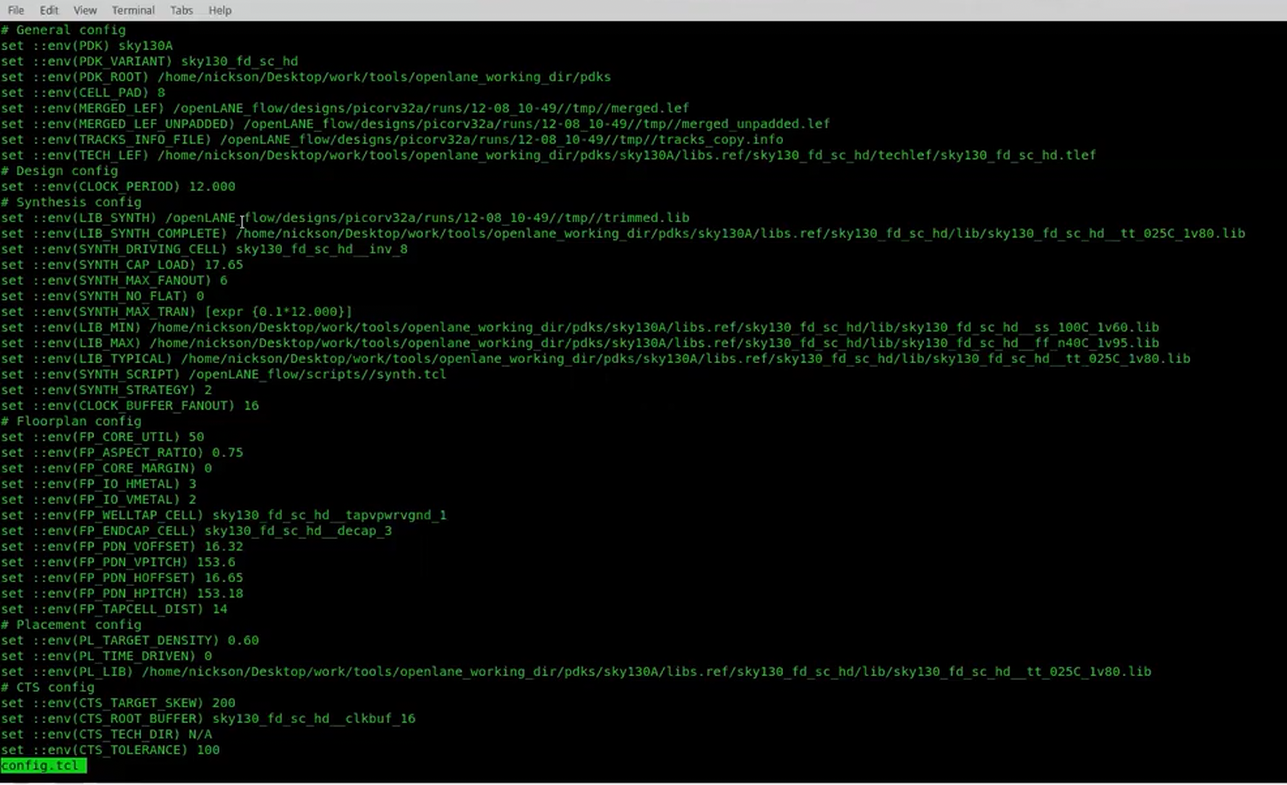 File Edit View Terminal Tabs Help
# General config
set ::env(PDK) sky130A
set ::env(PDK_VARIANT) sky130_fd_sc_hd
set ::env(PDK_ROOT) /home/nickson/Desktop/work/tools/openlane_working_dir/pdks
set ::env(CELL_PAD) 8
set ::env(MERGED_LEF) /openLANE_flow/designs/picorv32a/runs/12-08_10-49//tmp//merged.lef
set ::env(MERGED_LEF_UNPADDED) /openLANE_flow/designs/picorv32a/runs/12-08_10-49//tmp//merged_unpadded.lef
set ::env(TRACKS_INFO_FILE) /openLANE_flow/designs/picorv32a/runs/12-08_10-49//tmp//tracks_copy.info
set ::env(TECH_LEF) /home/nickson/Desktop/work/tools/openlane_working_dir/pdks/sky130A/libs.ref/sky130_fd_sc_hd/techlef/sky130_fd_sc_hd.tlef
# Design config
set ::env(CLOCK_PERIOD) 12.000
# Synthesis config
set ::env(LIB_SYNTH) /openLANE_flow/designs/picorv32a/runs/12-08_10-49//tmp//trimmed.lib
set ::env(LIB_SYNTH_COMPLETE) /home/nickson/Desktop/work/tools/openlane_working_dir/pdks/sky130A/libs.ref/sky130_fd_sc_hd/lib/sky130_fd_sc_hd__tt_025C_1v80.lib
set ::env(SYNTH_DRIVING_CELL) sky130_fd_sc_hd__inv_8
set ::env(SYNTH_CAP_LOAD) 17.65
set ::env(SYNTH_MAX_FANOUT) 6
set ::env(SYNTH_NO_FLAT) 0
set ::env(SYNTH_MAX_TRAN) [expr {0.1*12.000}]
set ::env(LIB_MIN) /home/nickson/Desktop/work/tools/openlane_working_dir/pdks/sky130A/libs.ref/sky130_fd_sc_hd/lib/sky130_fd_sc_hd__ss_100C_1v60.lib
set ::env(LIB_MAX) /home/nickson/Desktop/work/tools/openlane_working_dir/pdks/sky130A/libs.ref/sky130_fd_sc_hd/lib/sky130_fd_sc_hd__ff_n40C_1v95.lib
set ::env(LIB_TYPICAL) /home/nickson/Desktop/work/tools/openlane_working_dir/pdks/sky130A/libs.ref/sky130_fd_sc_hd/lib/sky130_fd_sc_hd__tt_025C_1v80.lib
set ::env(SYNTH_SCRIPT) /openLANE_flow/scripts//synth.tcl
set ::env(SYNTH_STRATEGY) 2
set ::env(CLOCK_BUFFER_FANOUT) 16
# Floorplan config
set ::env(FP_CORE_UTIL) 50
set ::env(FP_ASPECT_RATIO) 0.75
set ::env(FP_CORE_MARGIN) 0
set ::env(FP_IO_HMETAL) 3
set ::env(FP_IO_VMETAL) 2
set ::env(FP_WELLTAP_CELL) sky130_fd_sc_hd__tapvpwrvgnd_1
set ::env(FP_ENDCAP_CELL) sky130_fd_sc_hd__decap_3
set ::env(FP_PDN_VOFFSET) 16.32
set ::env(FP_PDN_VPITCH) 153.6
set ::env(FP_PDN_HOFFSET) 16.65
set ::env(FP_PDN_HPITCH) 153.18
set ::env(FP_TAPCELL_DIST) 14
# Placement config
set ::env(PL_TARGET_DENSITY) 0.60
set ::env(PL_TIME_DRIVEN) 0
set ::env(PL_LIB) /home/nickson/Desktop/work/tools/openlane_working_dir/pdks/sky130A/libs.ref/sky130_fd_sc_hd/lib/sky130_fd_sc_hd__tt_025C_1v80.lib
# CTS config
set ::env(CTS_TARGET_SKEW) 200
set ::env(CTS_ROOT_BUFFER) sky130_fd_sc_hd__clkbuf_16
set ::env(CTS_TECH_DIR) N/A
set ::env(CTS_TOLERANCE) 100
config.tcl